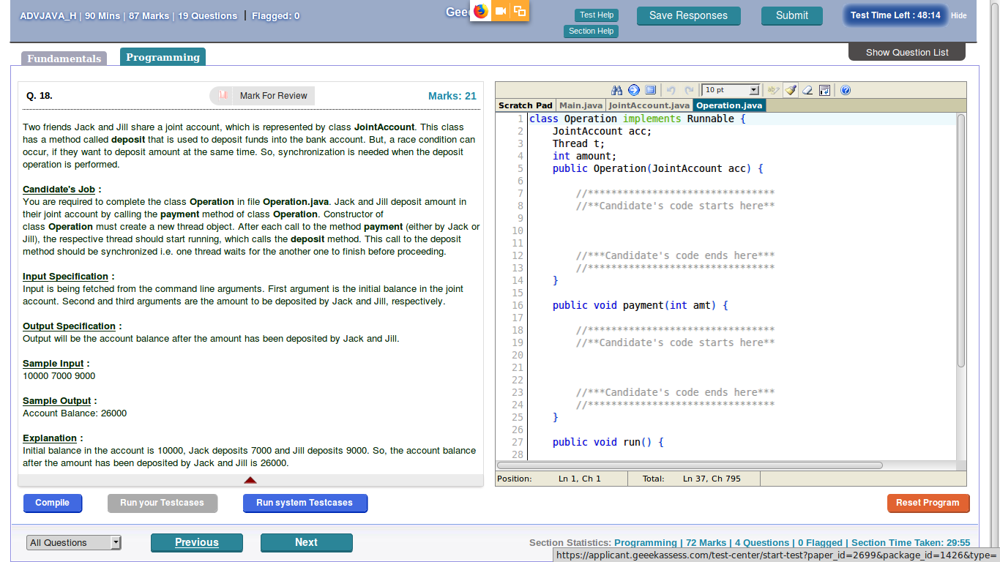 ADVJAVA_H | 90 Mins | 87 Marks | 19 Questions | Flagged: 0
Test Help
Section Help
Save Responses
Submit
Test Time Left : 48:14
Hide
Fundamentals
Programming
Show Question List
Q. 18.
Mark For Review
Marks: 21
Two friends Jack and Jill share a joint account, which is represented by class JointAccount. This class
has a method called deposit that is used to deposit funds into the bank account. But, a race condition can
occur, if they want to deposit amount at the same time. So, synchronization is needed when the deposit
operation is performed.
Candidate's Job :
You are required to complete the class Operation in file Operation.java. Jack and Jill deposit amount in
their joint account by calling the payment method of class Operation. Constructor of
class Operation must create a new thread object. After each call to the method payment (either by Jack or
Jill), the respective thread should start running, which calls the deposit method. This call to the deposit
method should be synchronized i.e. one thread waits for the another one to finish before proceeding.
Input Specification :
Input is being fetched from the command line arguments. First argument is the initial balance in the joint
account. Second and third arguments are the amount to be deposited by Jack and Jill, respectively.
Output Specification :
Output will be the account balance after the amount has been deposited by Jack and Jill.
Sample Input :
10000 7000 9000
Sample Output :
Account Balance: 26000
Explanation :
Initial balance in the account is 10000, Jack deposits 7000 and Jill deposits 9000. So, the account balance
after the amount has been deposited by Jack and Jill is 26000.
10 pt
Scratch Pad Main.java JointAccount.java Operation.java
1 class Operation implements Runnable {
2 JointAccount acc;
3 Thread t;
4 int amount;
5 public Operation(JointAccount acc) {
6
7 //********************************
8 //**Candidate's code starts here**
9
10
11
12 //***Candidate's code ends here***
13 //********************************
14 }
15
16 public void payment(int amt) {
17
18 //********************************
19 //**Candidate's code starts here**
20
21
22
23 //***Candidate's code ends here***
24 //********************************
25 }
26
27 public void run() {
28
Position: Ln 1, Ch 1 Total: Ln 37, Ch 795
Compile
Run your Testcases
Run system Testcases
Reset Program
All Questions
Previous
Next
Section Statistics: Programming | 72 Marks | 4 Questions | 0 Flagged | Section Time Taken: 29:55
https://applicant.geeekassess.com/test-center/start-test?paper_id=2699&package_id=1426&type=